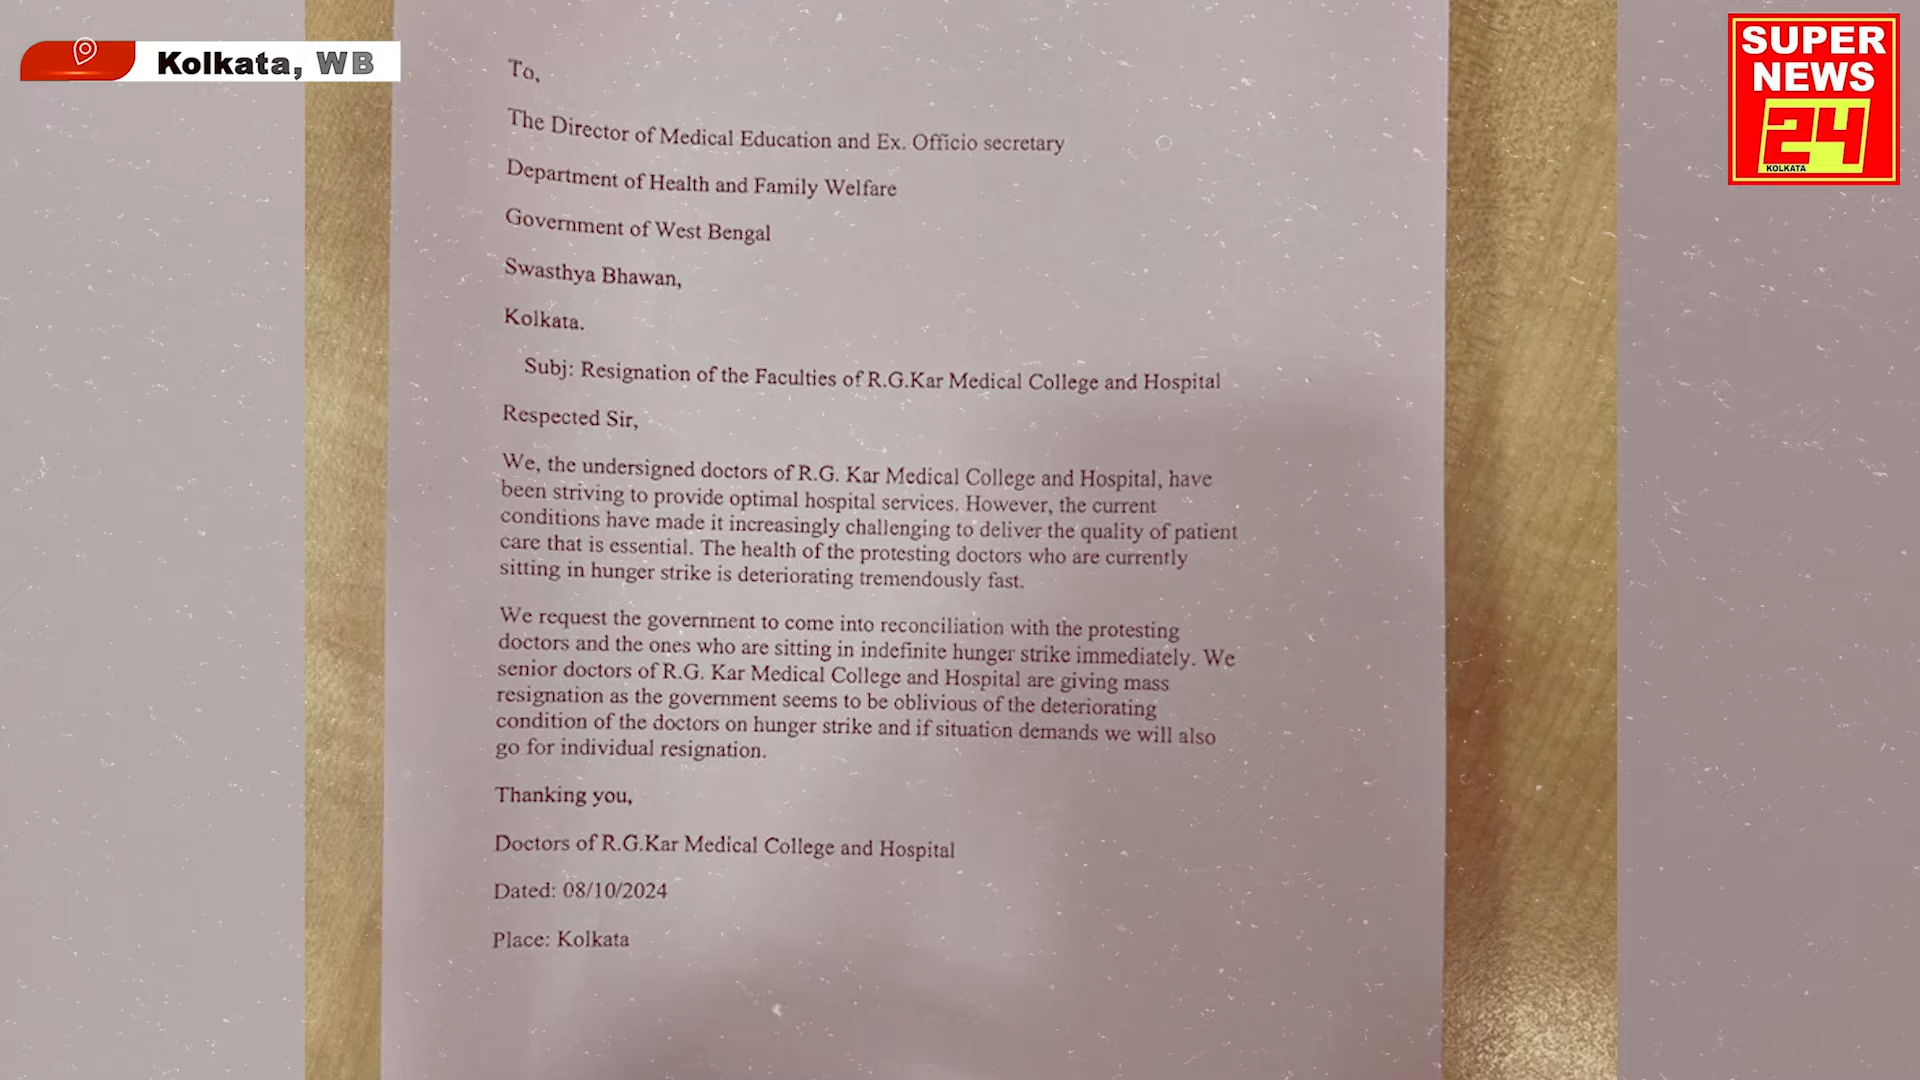 Kolkata, WB
SUPER
NEWS
24
KOLKATA
To,
The Director of Medical Education and Ex. Officio secretary
Department of Health and Family Welfare
Government of West Bengal
Swasthya Bhawan,
Kolkata.
Subj: Resignation of the Faculties of R.G.Kar Medical College and Hospital
Respected Sir,
We, the undersigned doctors of R.G. Kar Medical College and Hospital, have
been striving to provide optimal hospital services. However, the current
conditions have made it increasingly challenging to deliver the quality of patient
care that is essential. The health of the protesting doctors who are currently
sitting in hunger strike is deteriorating tremendously fast.
We request the government to come into reconciliation with the protesting
doctors and the ones who are sitting in indefinite hunger strike immediately. We
senior doctors of R.G. Kar Medical College and Hospital are giving mass
resignation as the government seems to be oblivious of the deteriorating
condition of the doctors on hunger strike and if situation demands we will also
go for individual resignation.
Thanking you,
Doctors of R.G.Kar Medical College and Hospital
Dated: 08/10/2024
Place: Kolkata